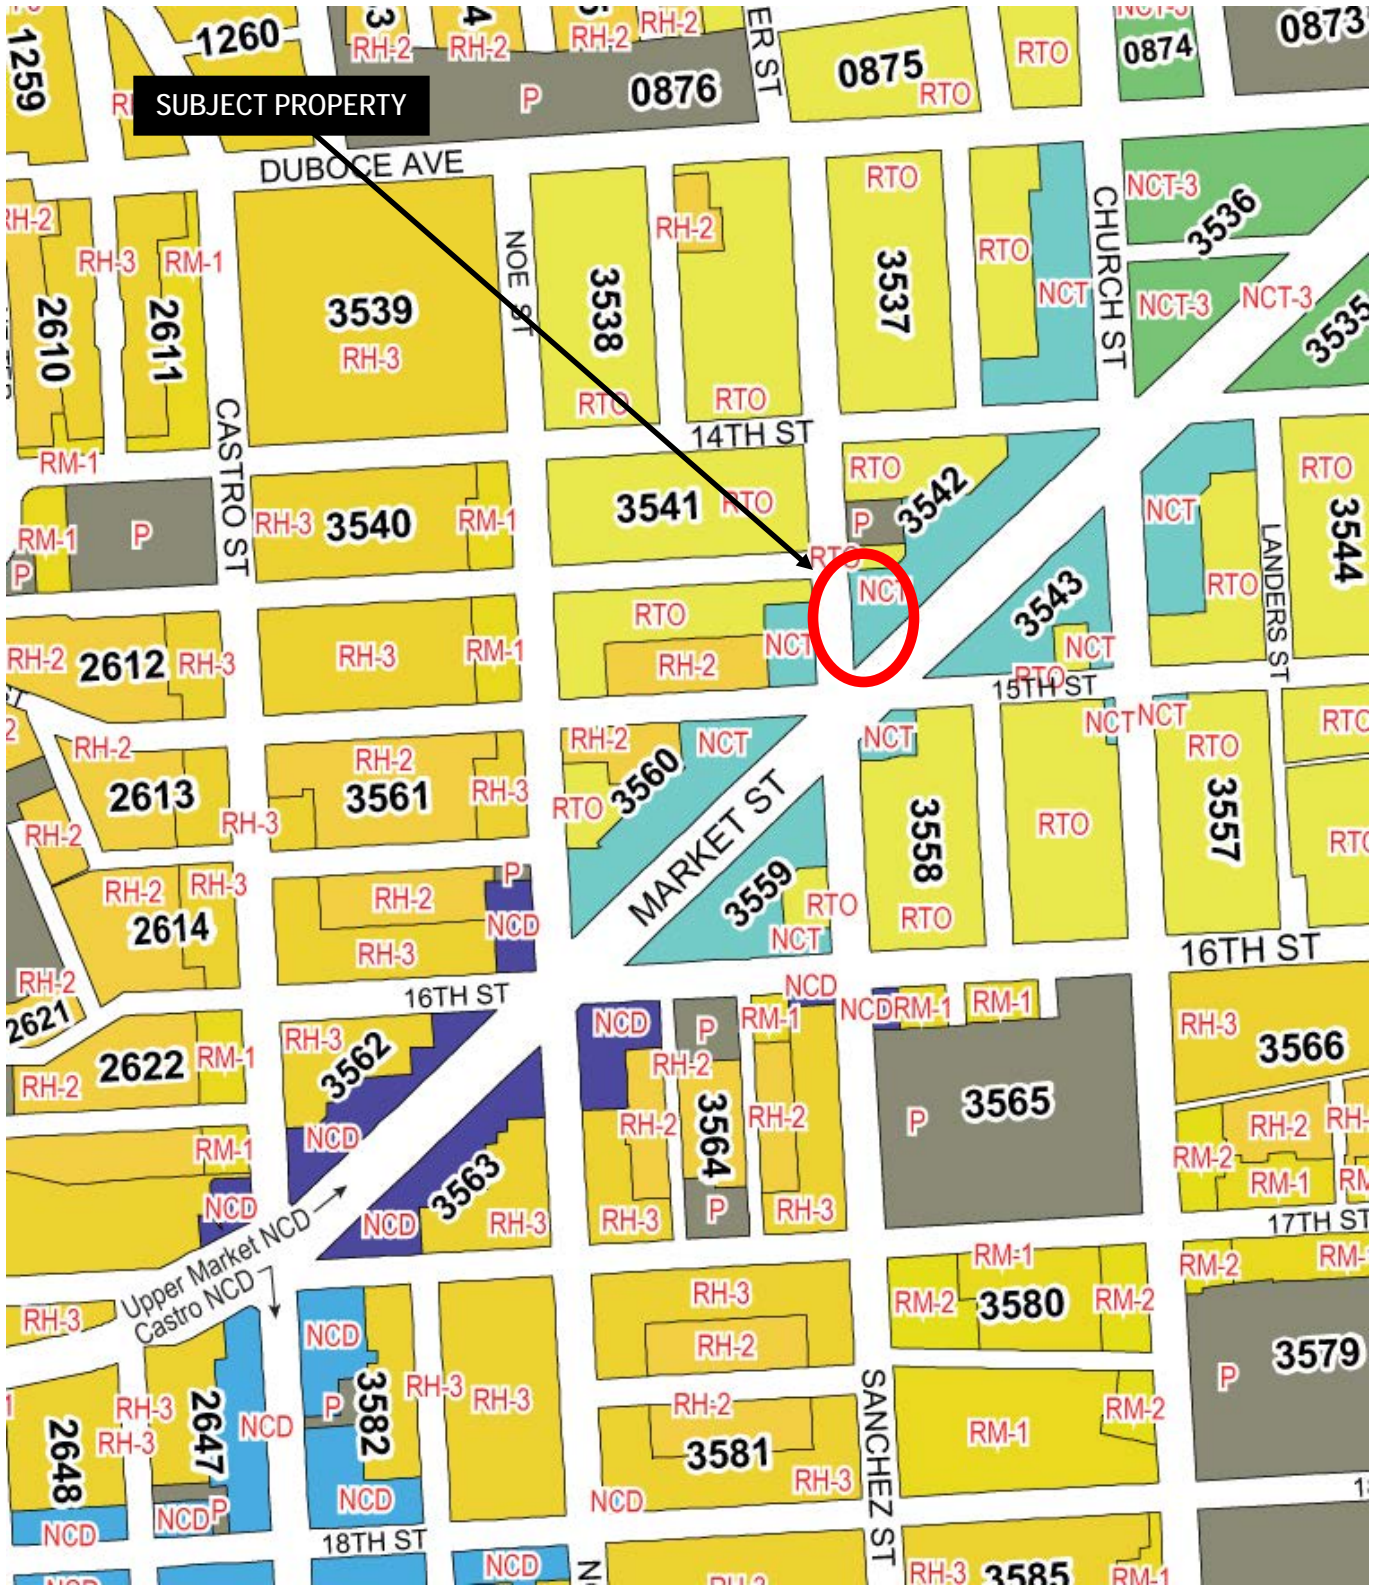 1259
1260
RH-2
RH-2
RH-2
RH-2
0876
P
ER ST
0875
RTO
RTO
NCT-3
0874
0873
SUBJECT PROPERTY
DUBOCE AVE
RH-2
2610
RH-3
RM-1
2611
RM-1
3539
RH-3
NOE ST
3538
RTO
RH-2
RTO
RTO
3537
RTO
NCT
CHURCH ST
NCT-3
3536
NCT-3
NCT-3
3535
CASTRO ST
14TH ST
RM-1
P
P
RH-3
3540
RM-1
3541
RTO
RTO
P
3542
RTO
NCT
NCT
RTO
LANDERS ST
RTO
3544
RH-2
2612
RH-3
RH-3
RM-1
RTO
RH-2
NCT
3543
NCT
RTO
15TH ST
RH-2
2613
RH-3
RH-2
3561
RH-3
RH-2
RTO
3560
NCT
MARKET ST
NCT
3558
RTO
RTO
NCT
NCT
RTO
3557
RTO
RTO
RH-2
RH-2
RH-3
2614
RH-2
RH-3
P
NCD
3559
RTO
NCT
16TH ST
16TH ST
RH-2
2621
2622
RM-1
RH-2
RH-3
3562
NCD
NCD
P
RH-2
RH-2
3564
P
RH-3
RM-1
NCD
RH-2
RH-3
NCD
RM-1
RM-1
P
3565
RH-3
3566
RM-2
RH-2
RH-
RM-1
RM
RM-1
NCD
3563
NCD
RH-3
17TH ST
Upper Market NCD
Castro NCD
RH-3
NCD
P
3582
NCD
RH-3
RH-3
RH-3
RH-2
RM-1
RM-2
3580
RM-2
RM-2
RM-
P
3579
RH-3
RH-3
2648
2647
NCD
NCD
NCD
P
RH-2
3581
RH-3
NCD
SANCHEZ ST
RM-1
RM-2
18TH ST
NCD
RH-3
3585
RM-1